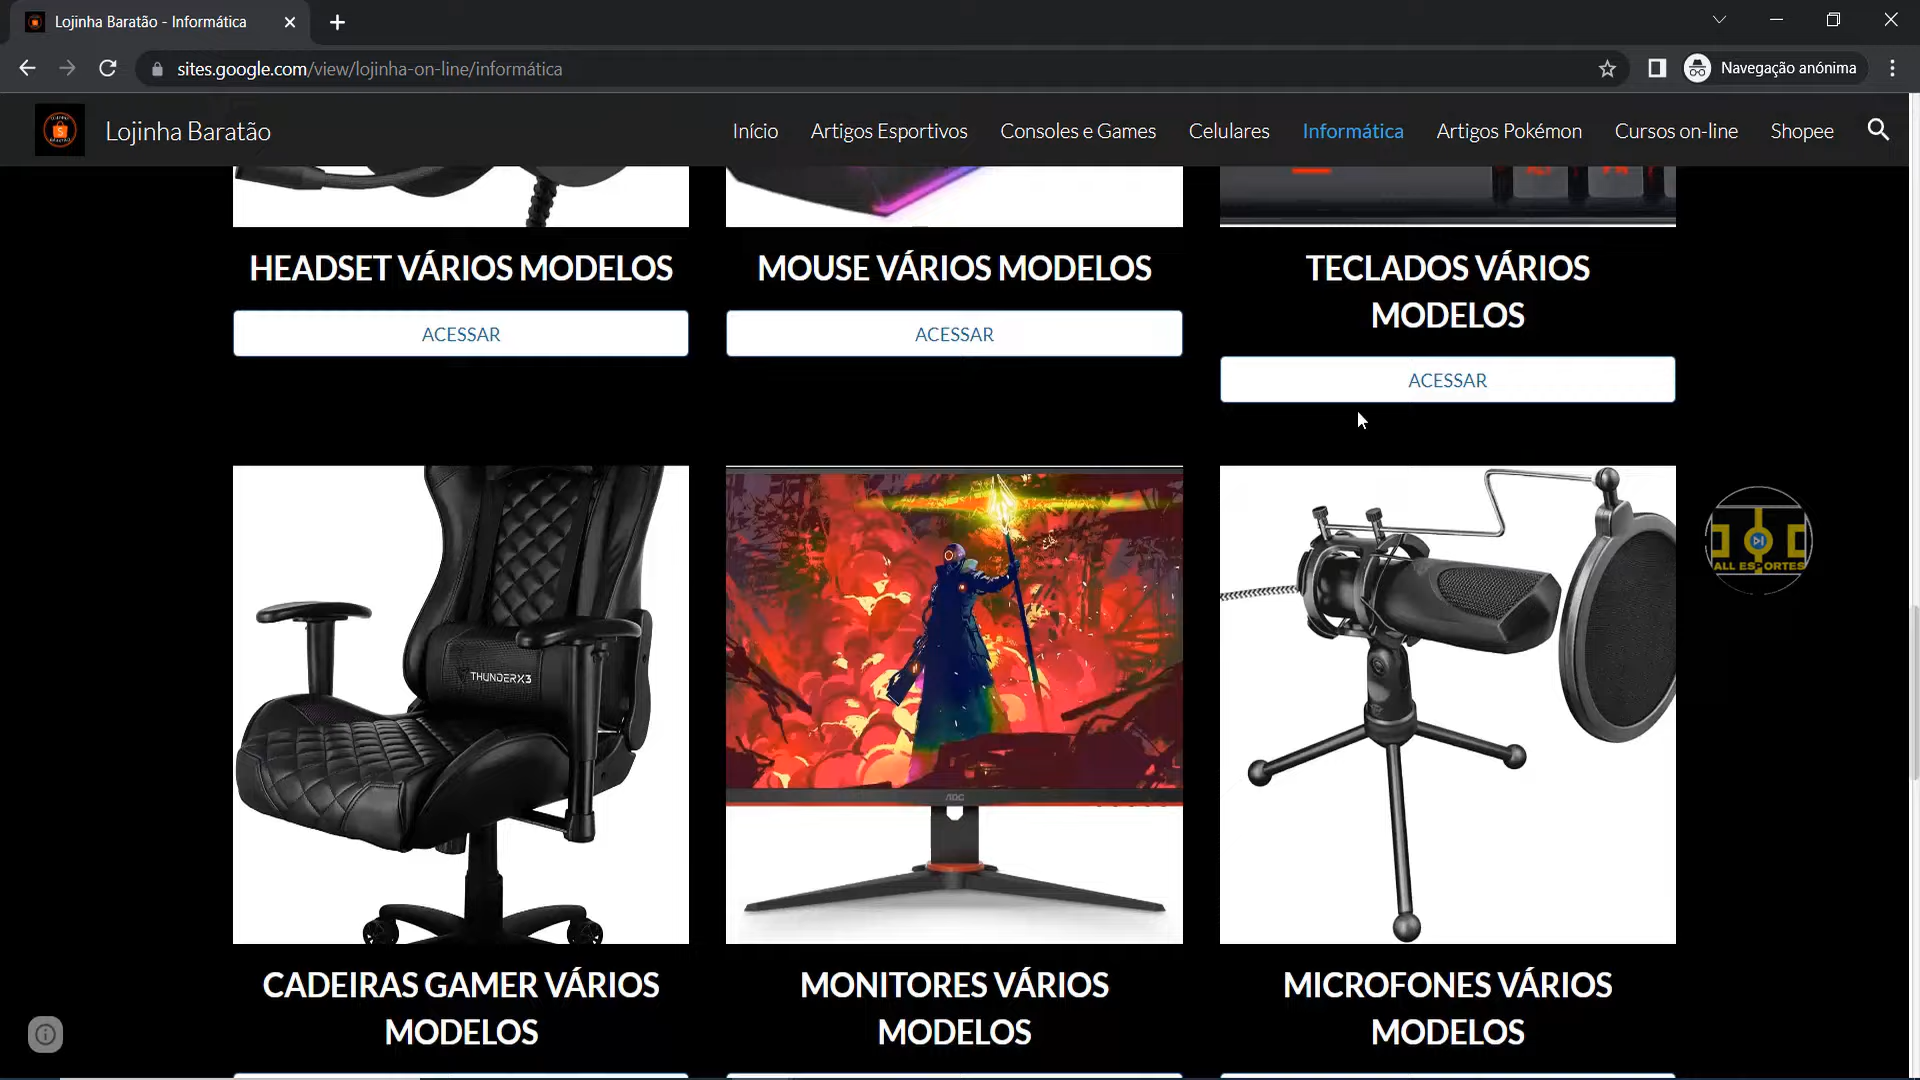 Lojinha Baratão - Informática
sites.google.com/view/lojinha-on-line/informática
Navegação anónima
Lojinha Baratão
Início
Artigos Esportivos
Consoles e Games
Celulares
Informática
Artigos Pokémon
Cursos on-line
Shopee
HEADSET VÁRIOS MODELOS
MOUSE VÁRIOS MODELOS
TECLADOS VÁRIOS
MODELOS
ACESSAR
ACESSAR
ACESSAR
THUNDERX3
AOC
ALL ESPORTES
CADEIRAS GAMER VÁRIOS
MODELOS
MONITORES VÁRIOS
MODELOS
MICROFONES VÁRIOS
MODELOS